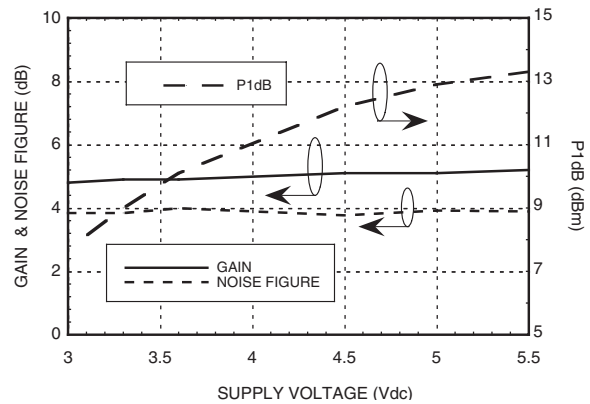 10
8
6
4
2
0
GAIN & NOISE FIGURE (dB)
P1dB
GAIN
NOISE FIGURE
15
13
11
9
7
5
P1dB (dBm)
3 3.5 4 4.5 5 5.5
SUPPLY VOLTAGE (Vdc)